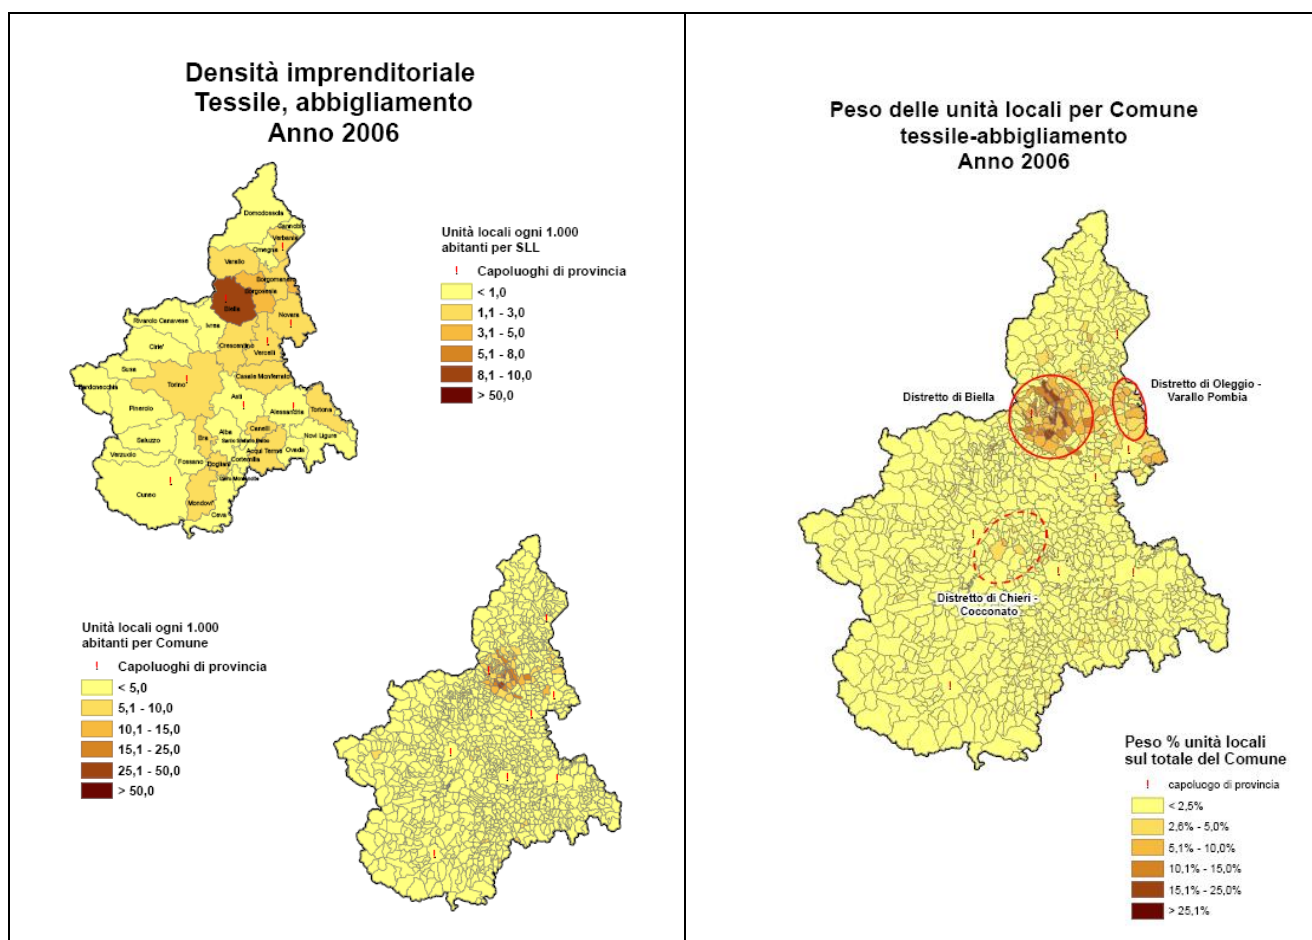 Densità imprenditoriale
Tessile, abbigliamento
Anno 2006
Unità locali ogni 1.000
abitanti per SLL
! Capoluoghi di provincia
< 1,0
1,1 - 3,0
3,1 - 5,0
5,1 - 8,0
8,1 - 10,0
> 50,0
Domodossola
Cannobio
Verbania
Omegna
Varallo
Borgomanero
Borgosesia
Biella
Novara
Rivarolo Canavese
Ivrea
Cirie'
Crescentino
Vercelli
Susa
Casale Monferrato
Bardonecchia
Torino
Asti
Pinerolo
Alessandria
Tortona
Alba
Canelli
Bra
Novi Ligure
Saluzzo
Santo Stefano Belbo
Acqui Terme
Ovada
Verzuolo
Fossano
Cortemilia
Dogliani
Cuneo
Mondovi'
Ceva
Unità locali ogni 1.000
abitanti per Comune
! Capoluoghi di provincia
< 5,0
5,1 - 10,0
10,1 - 15,0
15,1 - 25,0
25,1 - 50,0
> 50,0
Peso delle unità locali per Comune
tessile-abbigliamento
Anno 2006
Distretto di Biella
Distretto di Oleggio -
Varallo Pombia
Distretto di Chieri -
Cocconato
Peso % unità locali
sul totale del Comune
! capoluogo di provincia
< 2,5%
2,6% - 5,0%
5,1% - 10,0%
10,1% - 15,0%
15,1% - 25,0%
> 25,1%